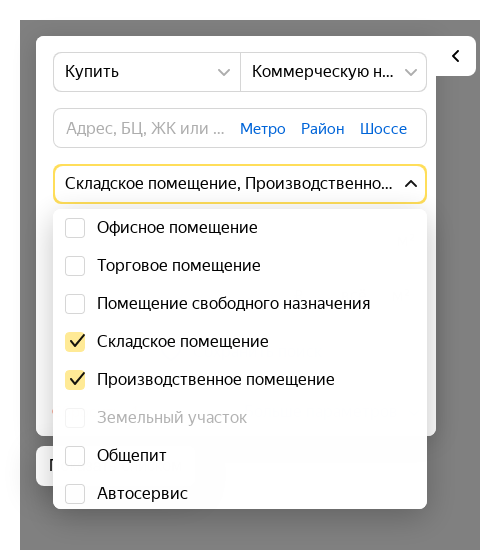 Купить
Коммерческую н...
Адрес, БЦ, ЖК или ... Метро Район Шоссе
Складское помещение, Производственно...
Офисное помещение
Торговое помещение
Помещение свободного назначения
Складское помещение
Производственное помещение
Земельный участок
Общепит
Автосервис